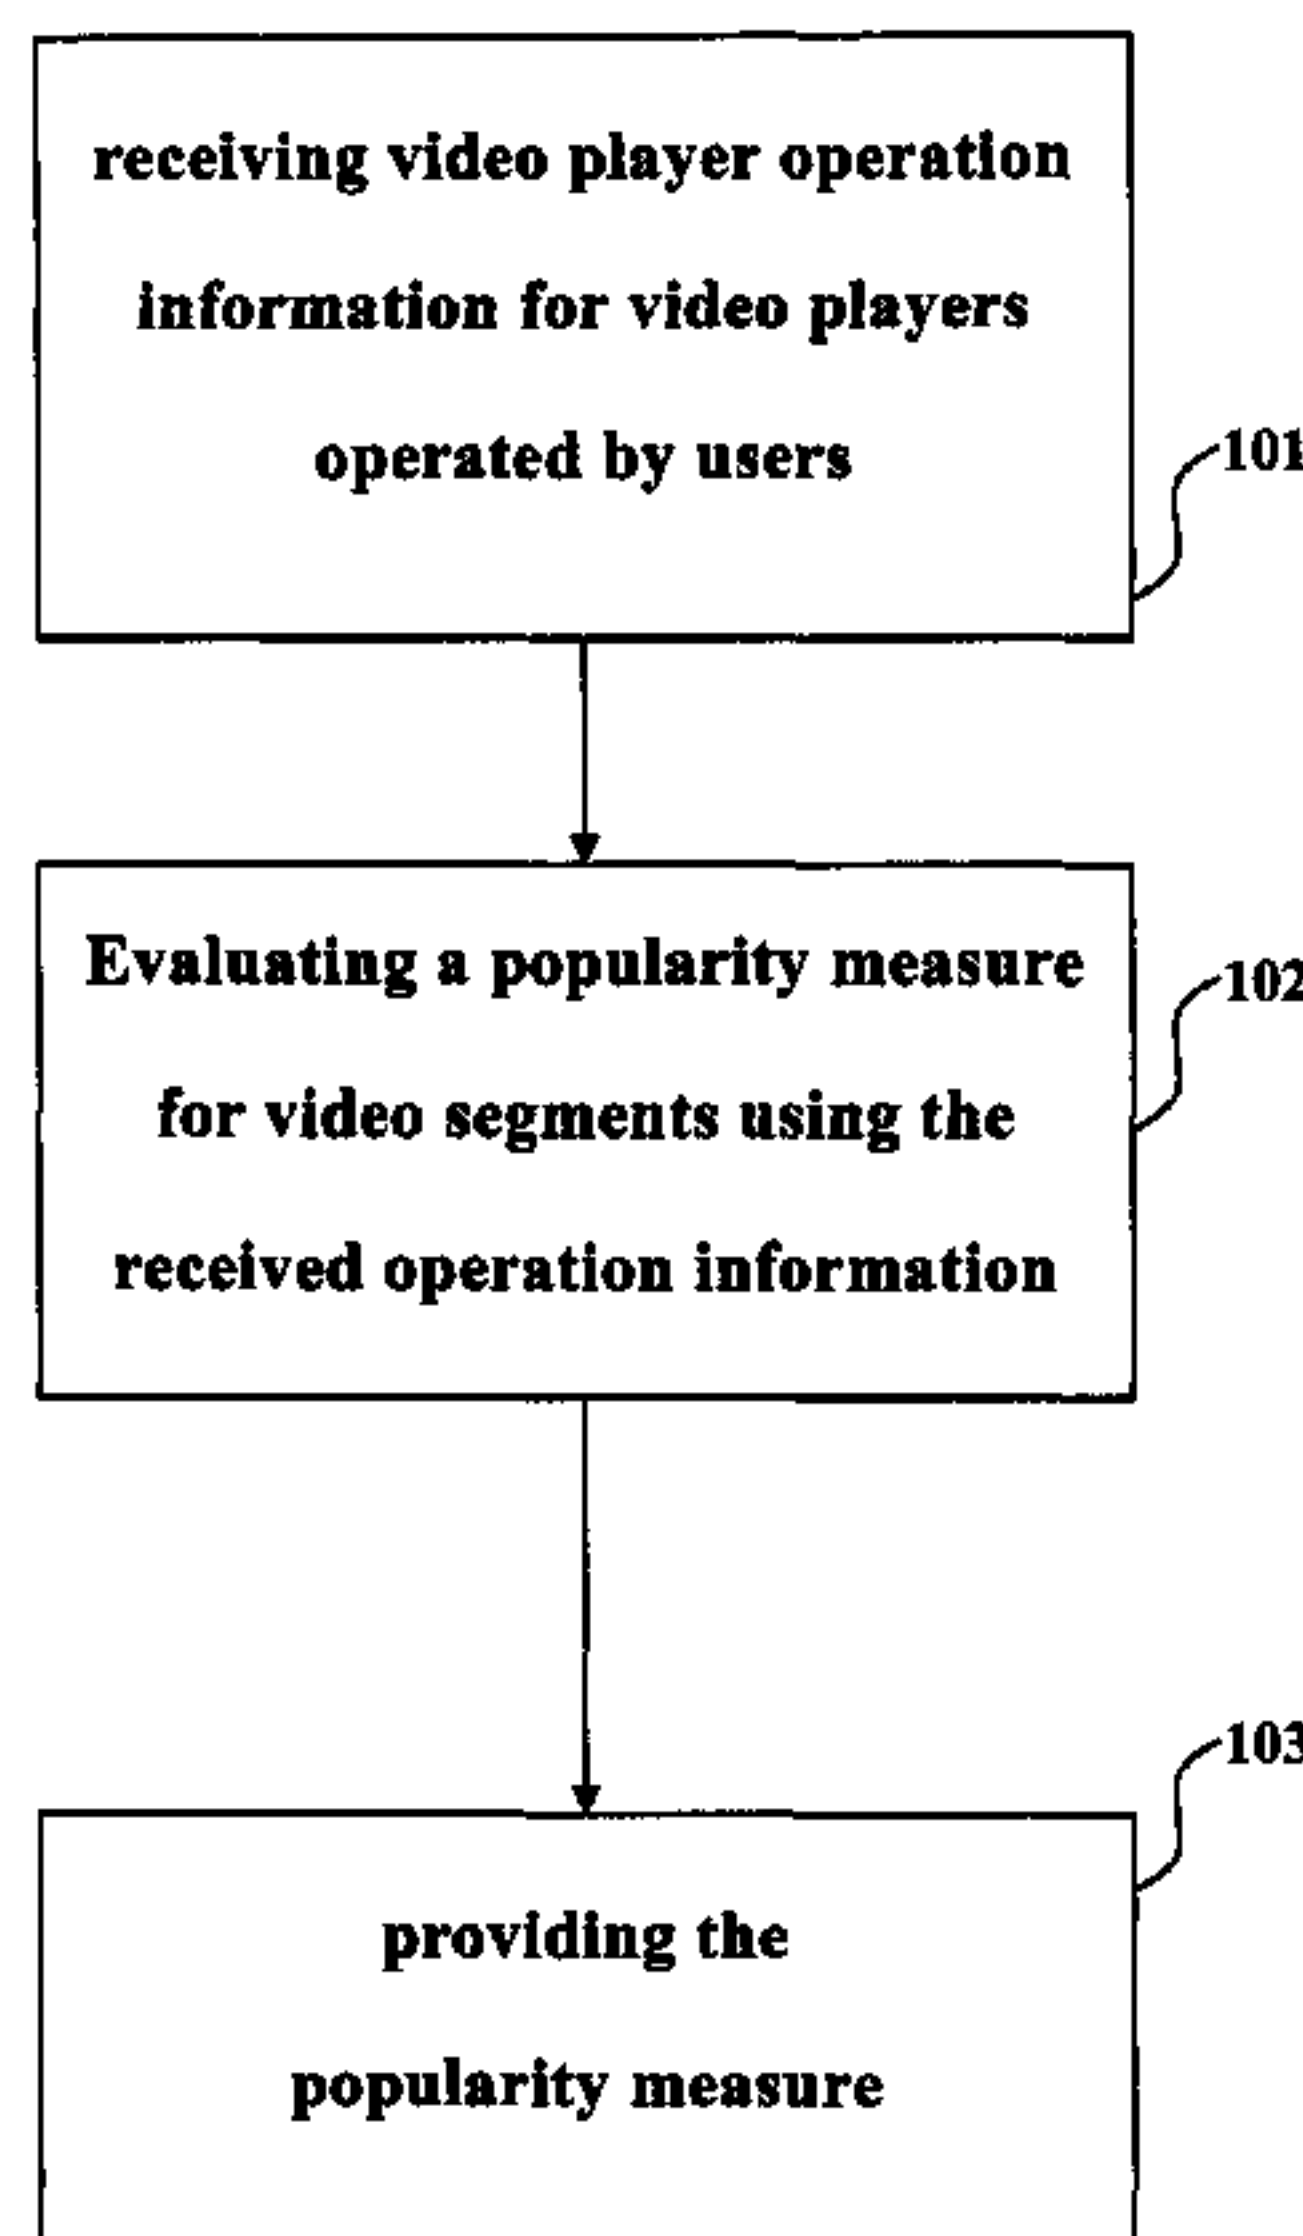 receiving video player operation
information for video players
operated by users
101
Evaluating a popularity measure
for video segments using the
received operation information
102
103
providing the
popularity measure